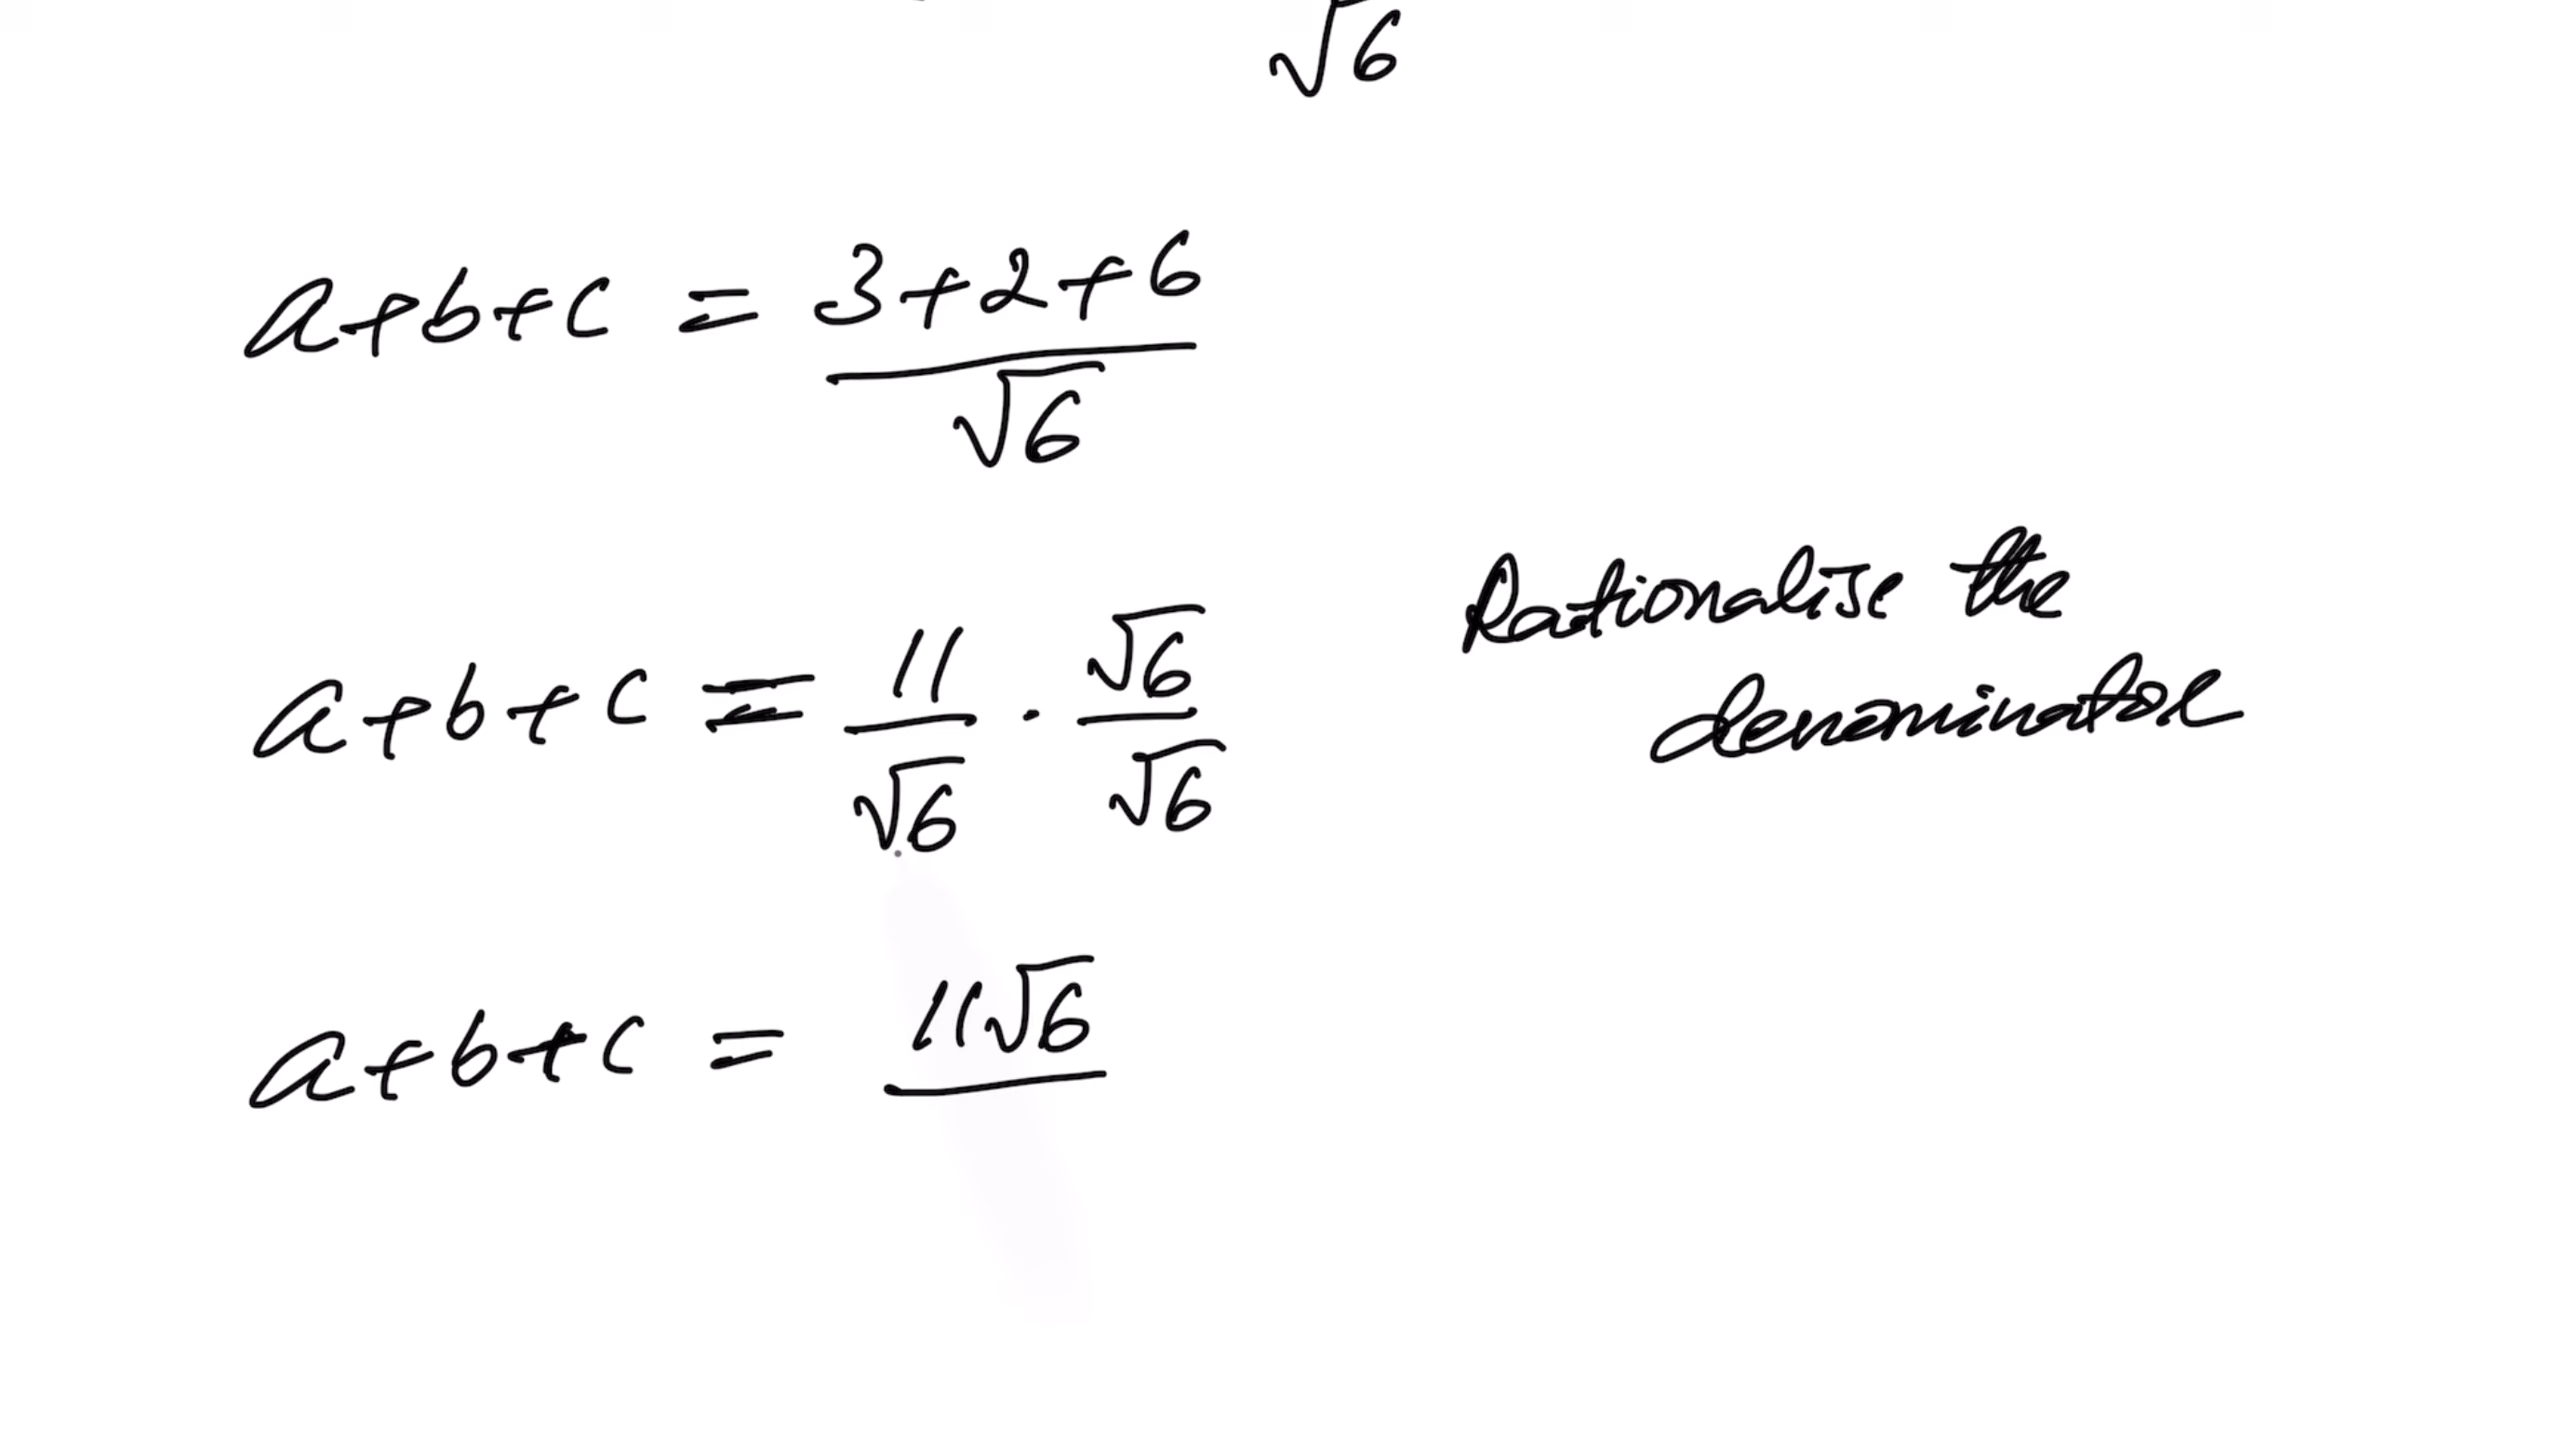 √6
a+b+c = 3+2+6
√6
Rationalise the
a+b+c = 11/√6 · √6/√6
denominator
a+b+c = 11√6